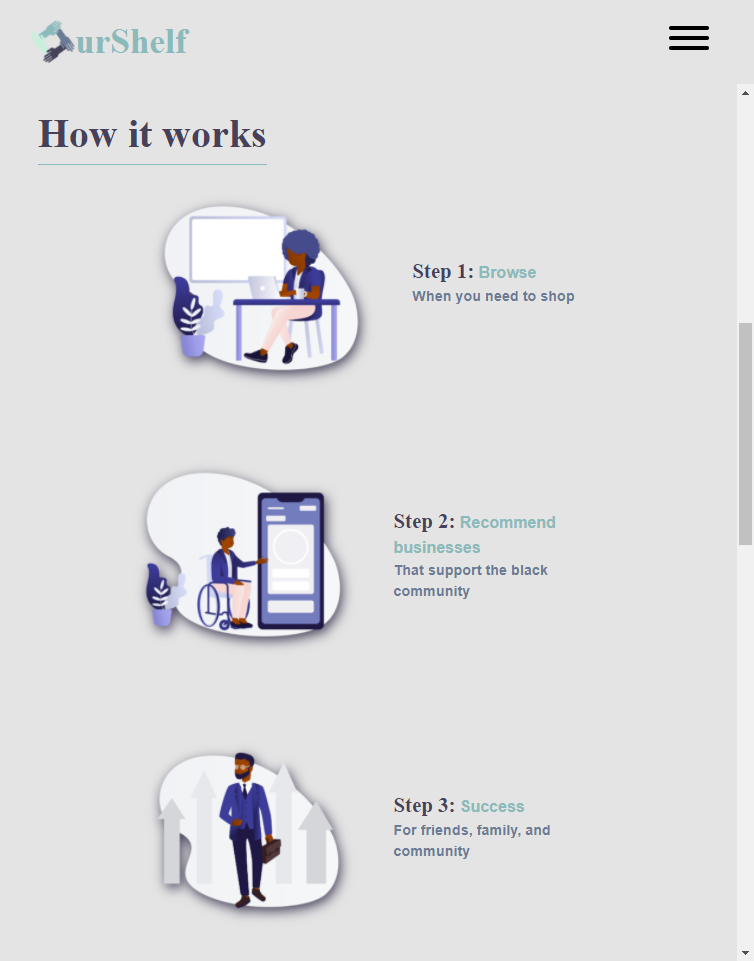 urShelf
How it works
Step 1: Browse
When you need to shop
Step 2: Recommend
businesses
That support the black
community
Step 3: Success
For friends, family, and
community